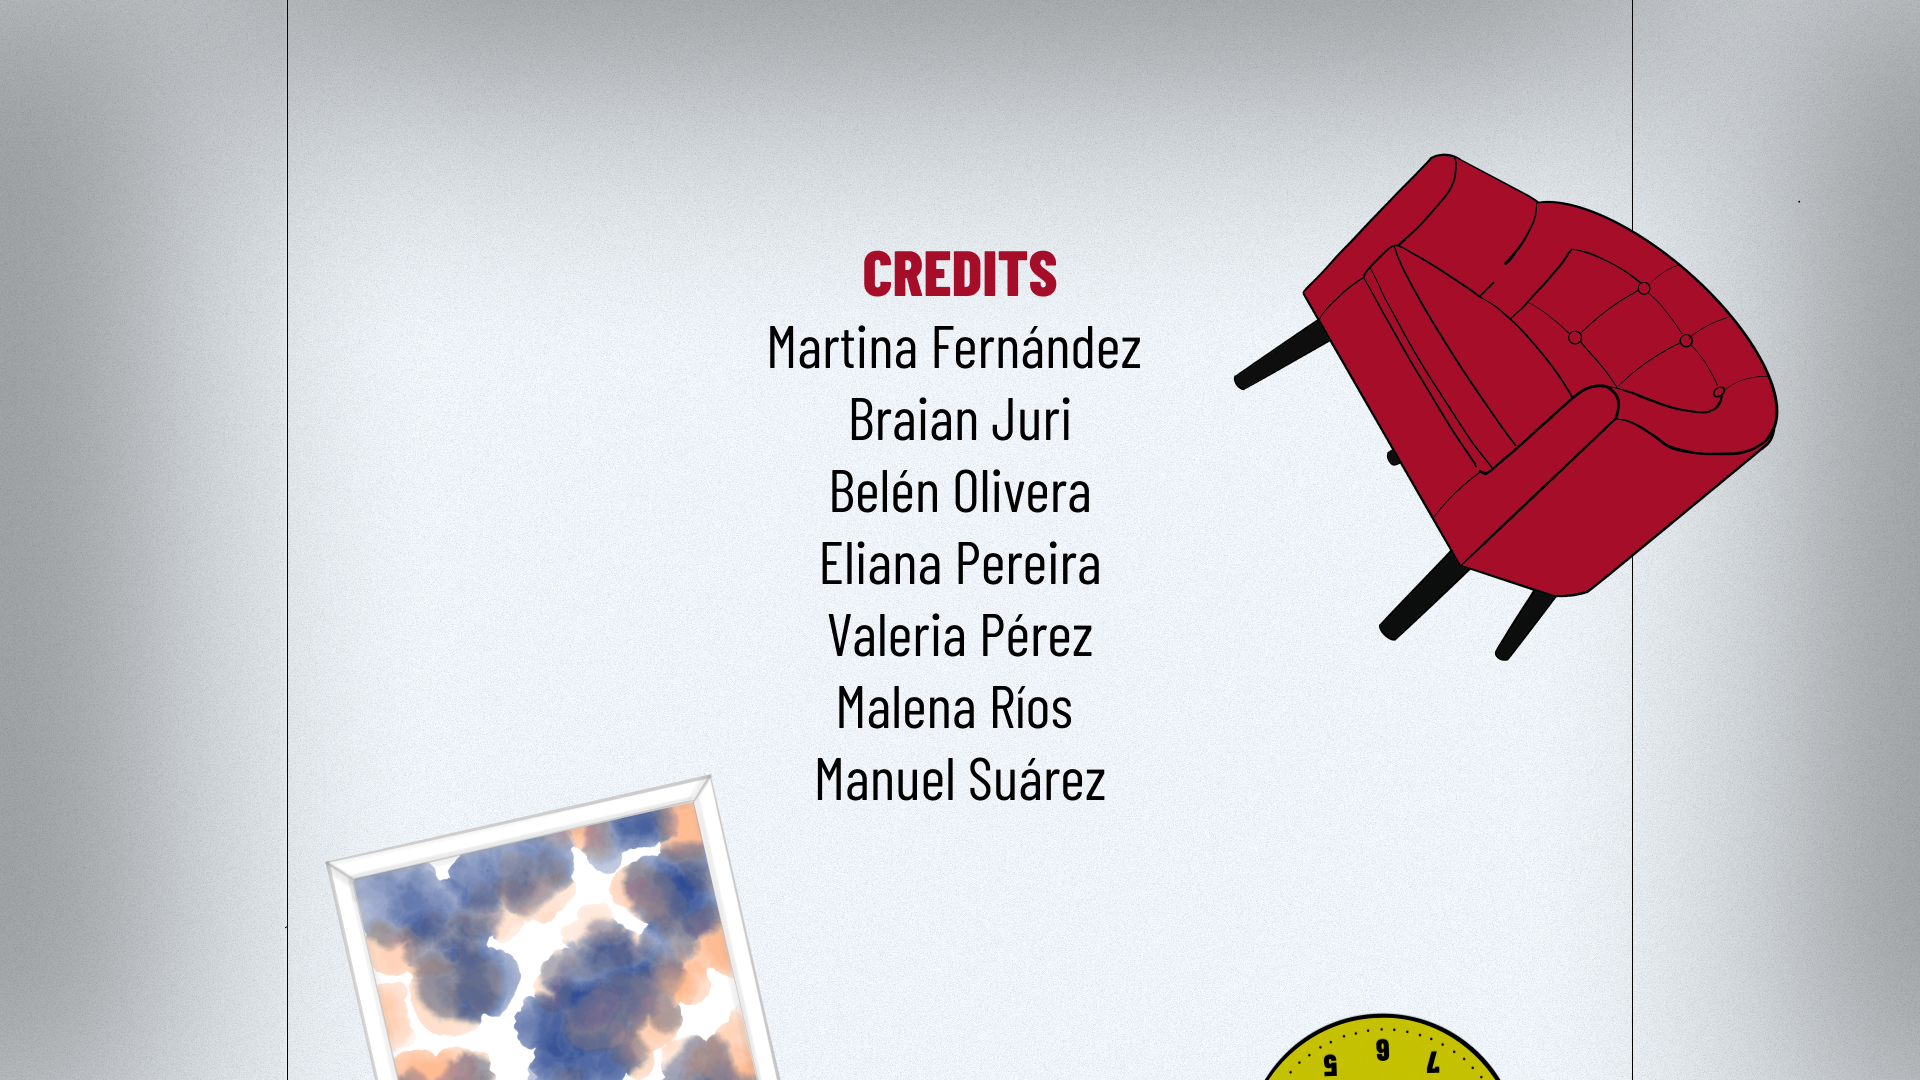 CREDITS
Martina Fernández
Braian Juri
Belén Olivera
Eliana Pereira
Valeria Pérez
Malena Ríos
Manuel Suárez
5 6 7